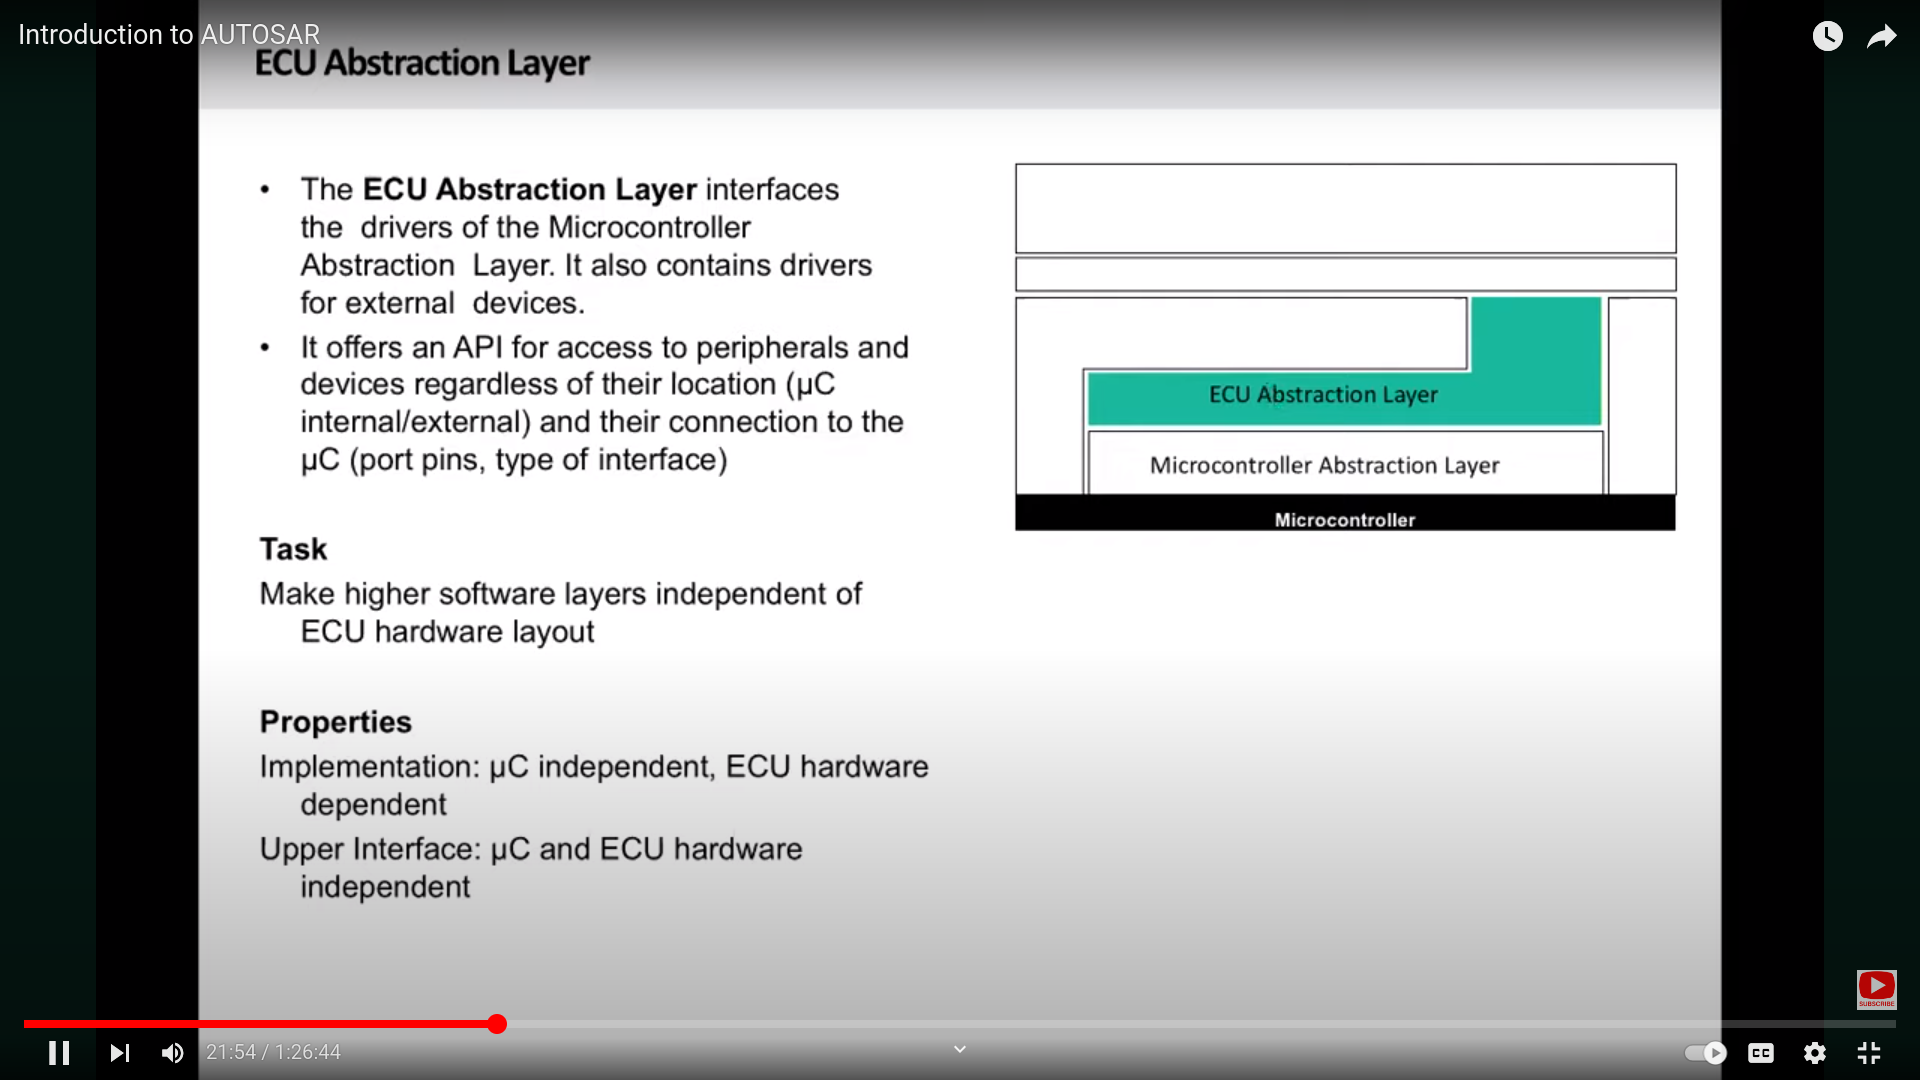 Introduction to AUTOSAR
ECU Abstraction Layer
• The ECU Abstraction Layer interfaces
the drivers of the Microcontroller
Abstraction Layer. It also contains drivers
for external devices.
• It offers an API for access to peripherals and
devices regardless of their location (µC
internal/external) and their connection to the
µC (port pins, type of interface)
Task
Make higher software layers independent of
ECU hardware layout
Properties
Implementation: µC independent, ECU hardware
dependent
Upper Interface: µC and ECU hardware
independent
ECU Abstraction Layer
Microcontroller Abstraction Layer
Microcontroller
SUBSCRIBE
21:54 / 1:26:44
CC